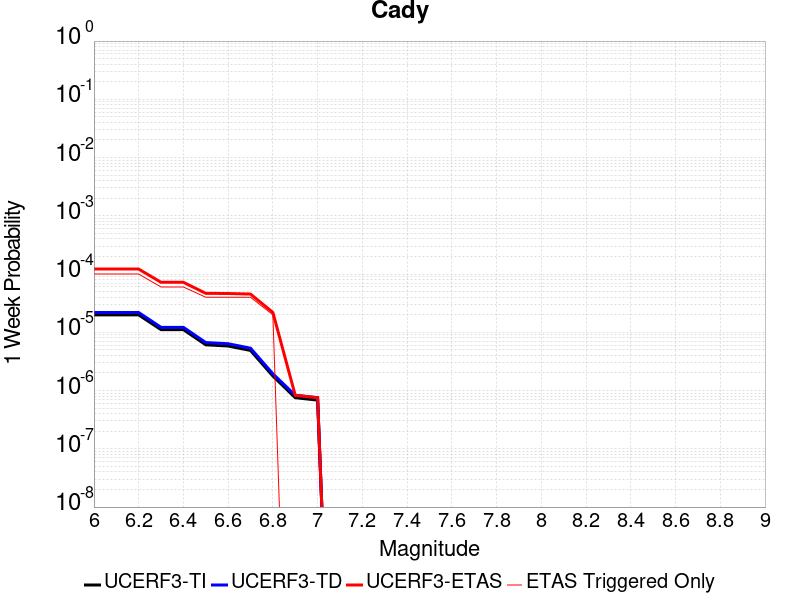 Cady
10^0
10^-1
10^-2
10^-3
10^-4
10^-5
10^-6
10^-7
10^-8
1 Week Probability
6 6.2 6.4 6.6 6.8 7 7.2 7.4 7.6 7.8 8 8.2 8.4 8.6 8.8 9
Magnitude
UCERF3-TI UCERF3-TD UCERF3-ETAS ETAS Triggered Only